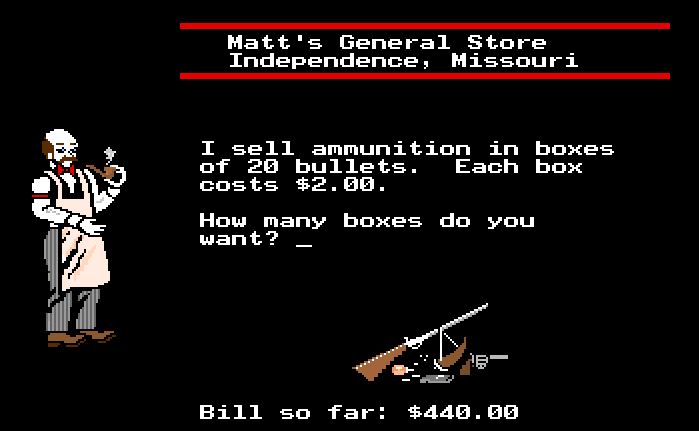 Matt's General Store
Independence, Missouri
I sell ammunition in boxes
of 20 bullets.  Each box
costs $2.00.
How many boxes do you
want? _
Bill so far: $440.00